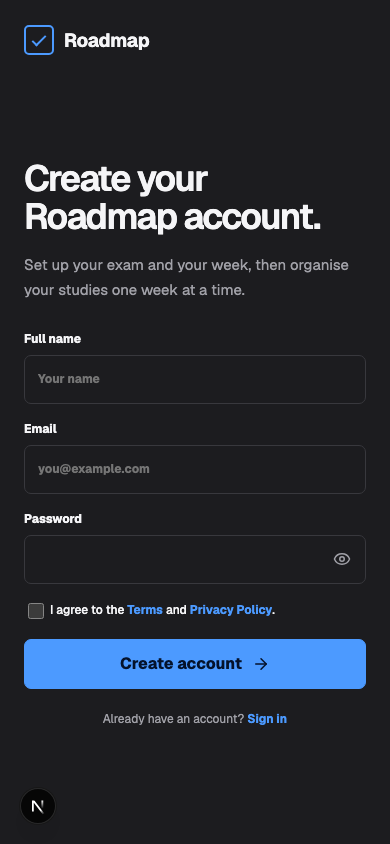 Roadmap
Create your
Roadmap account.
Set up your exam and your week, then organise
your studies one week at a time.
Full name
Your name
Email
you@example.com
Password
I agree to the Terms and Privacy Policy.
Create account →
Already have an account? Sign in
N